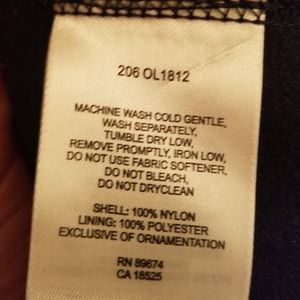 206 OL1812
MACHINE WASH COLD GENTLE,
WASH SEPARATELY,
TUMBLE DRY LOW,
REMOVE PROMPTLY, IRON LOW,
DO NOT USE FABRIC SOFTENER,
DO NOT BLEACH,
DO NOT DRYCLEAN
SHELL: 100% NYLON
LINING: 100% POLYESTER
EXCLUSIVE OF ORNAMENTATION
RN 89674
CA 18525